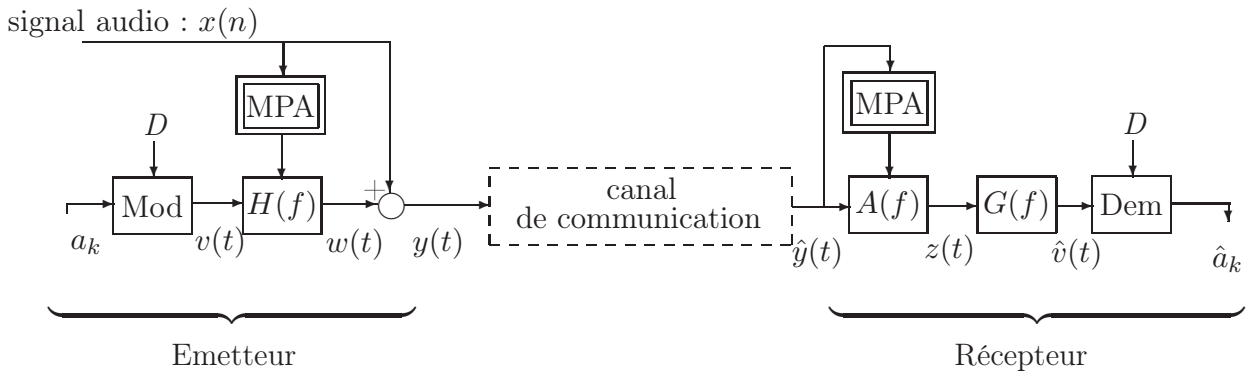 signal audio : x(n)
MPA
MPA
D
D
+
Mod
H(f)
canal
de communication
A(f)
G(f)
Dem
a_k
v(t)
w(t)
y(t)
ŷ(t)
z(t)
v̂(t)
â_k
Emetteur
Récepteur